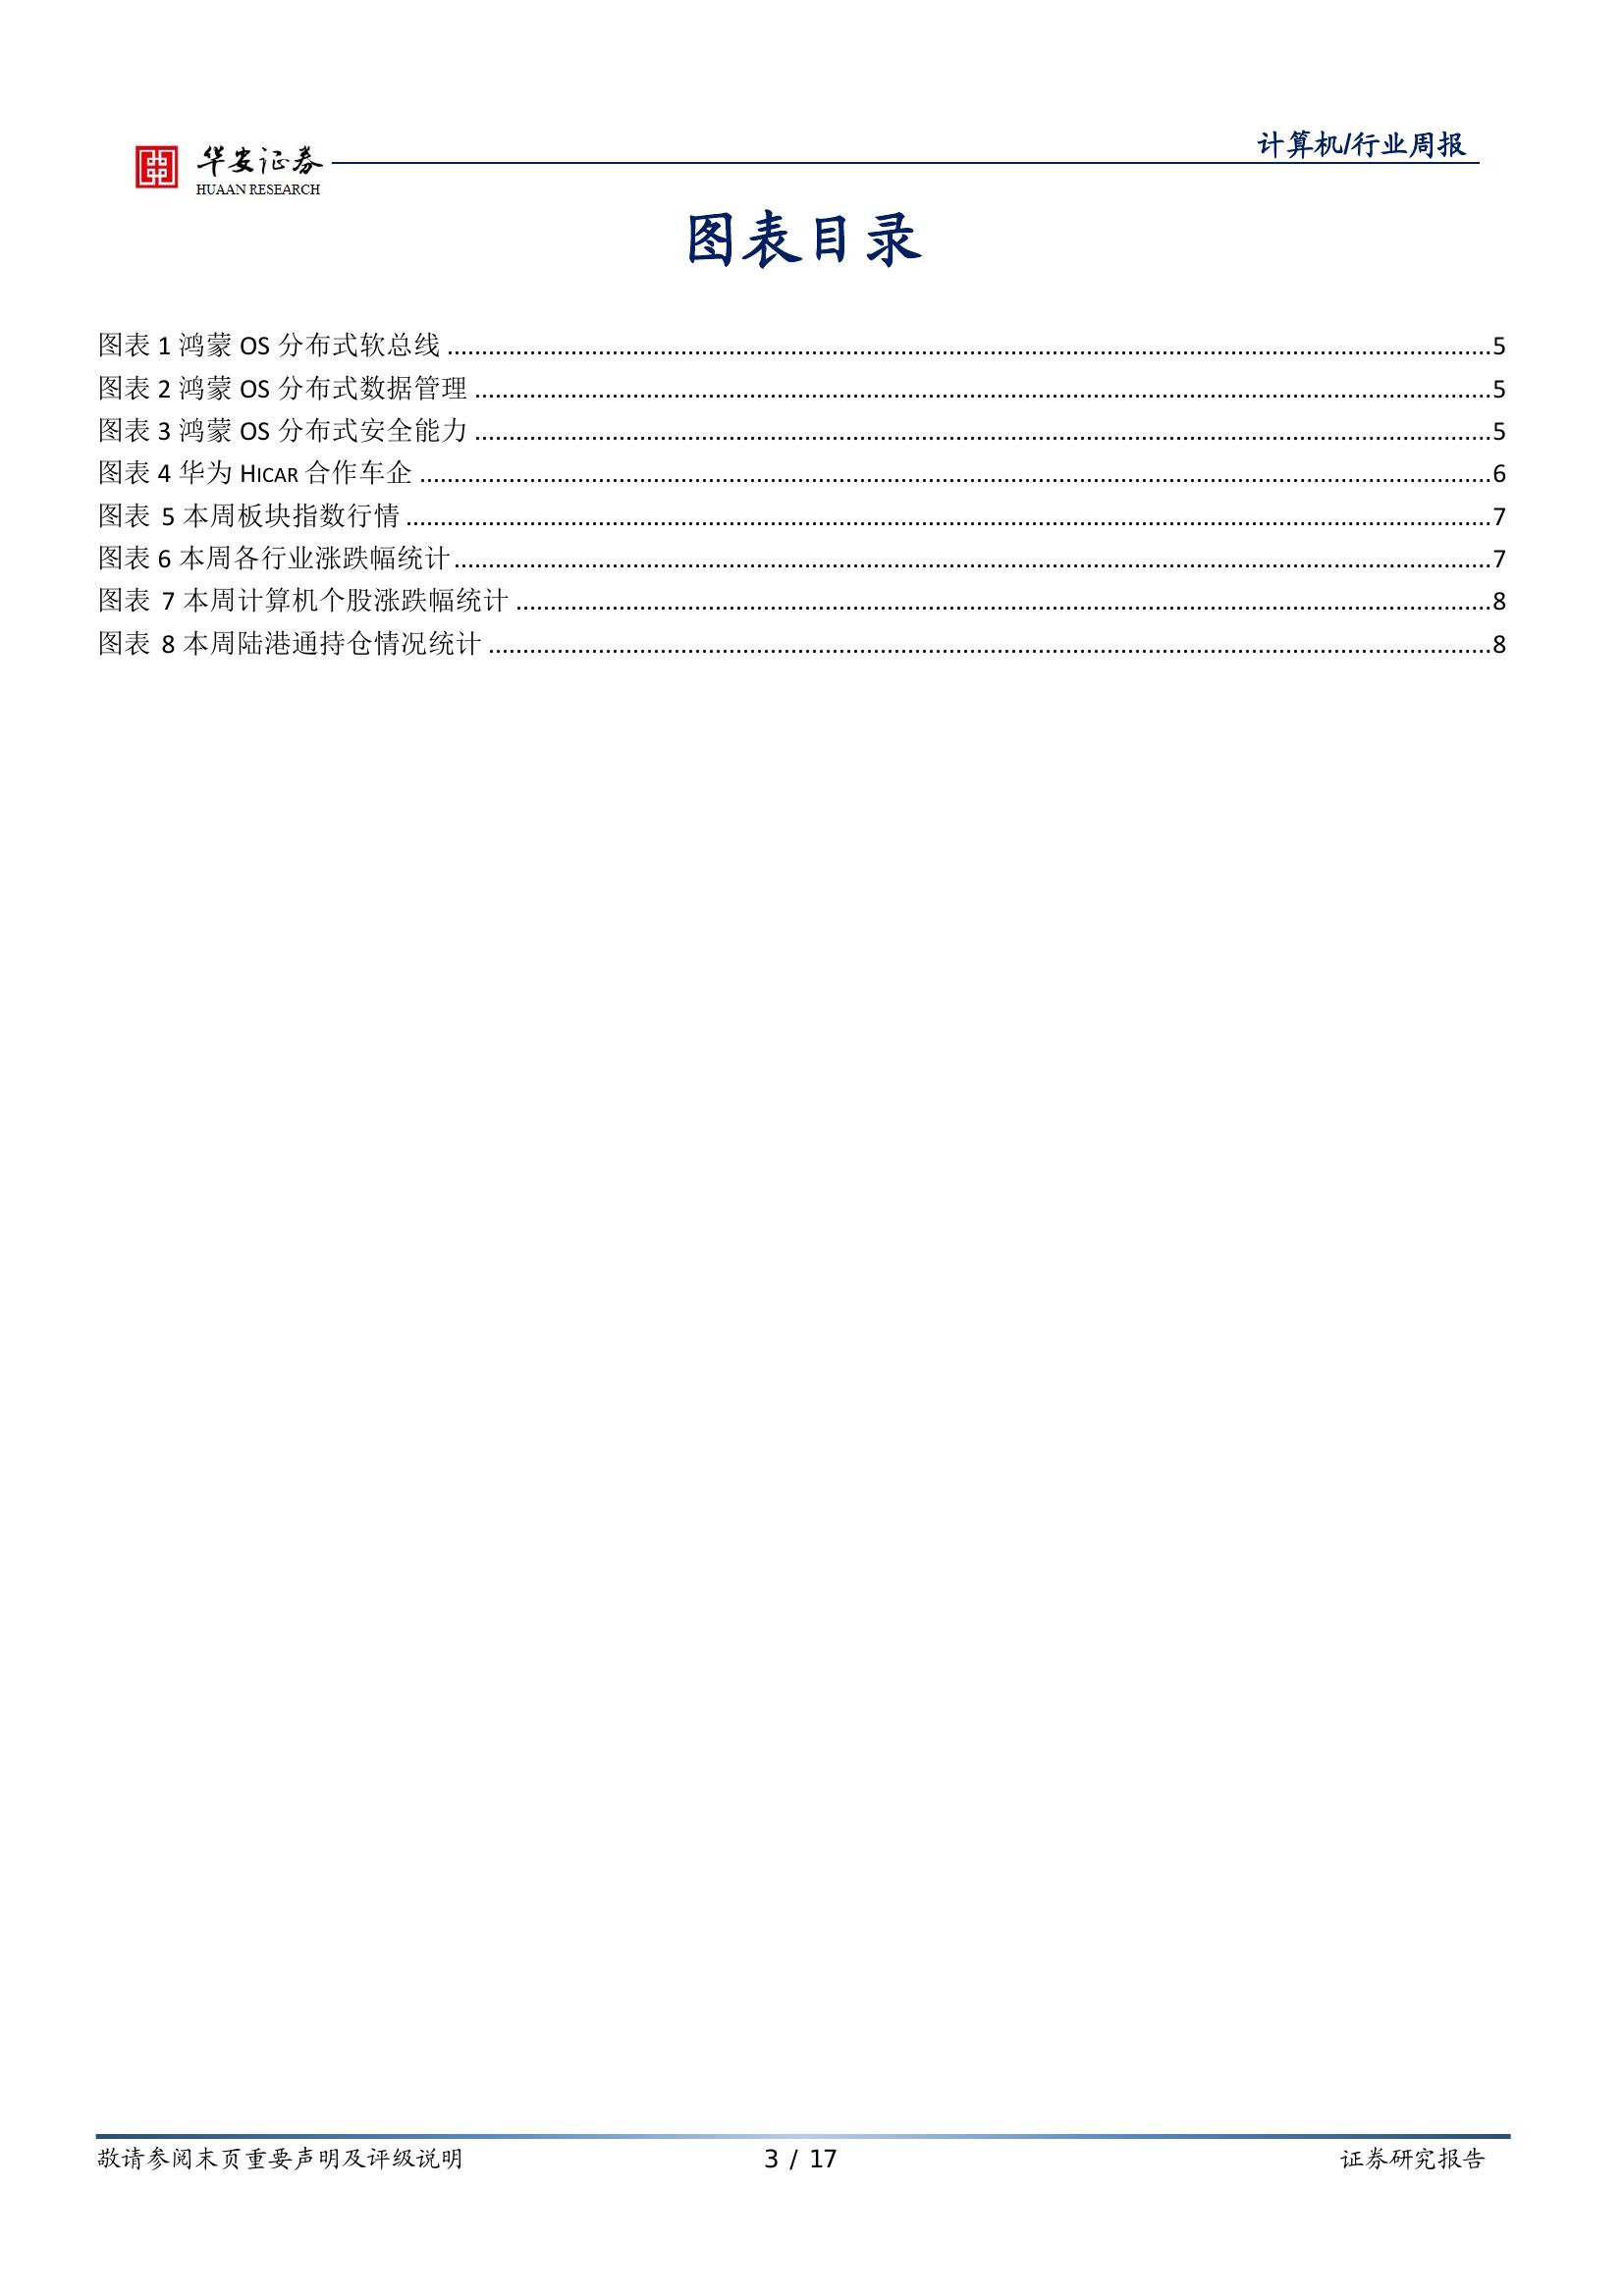 计算机/行业周报
华安证券
HUAAN RESEARCH
图表目录
图表 1 鸿蒙 OS 分布式软总线 ........ 5
图表 2 鸿蒙 OS 分布式数据管理 ........ 5
图表 3 鸿蒙 OS 分布式安全能力 ........ 5
图表 4 华为 HICAR 合作车企 ........ 6
图表 5 本周板块指数行情 ........ 7
图表 6 本周各行业涨跌幅统计 ........ 7
图表 7 本周计算机个股涨跌幅统计 ........ 8
图表 8 本周陆港通持仓情况统计 ........ 8
敬请参阅末页重要声明及评级说明 3 / 17 证券研究报告